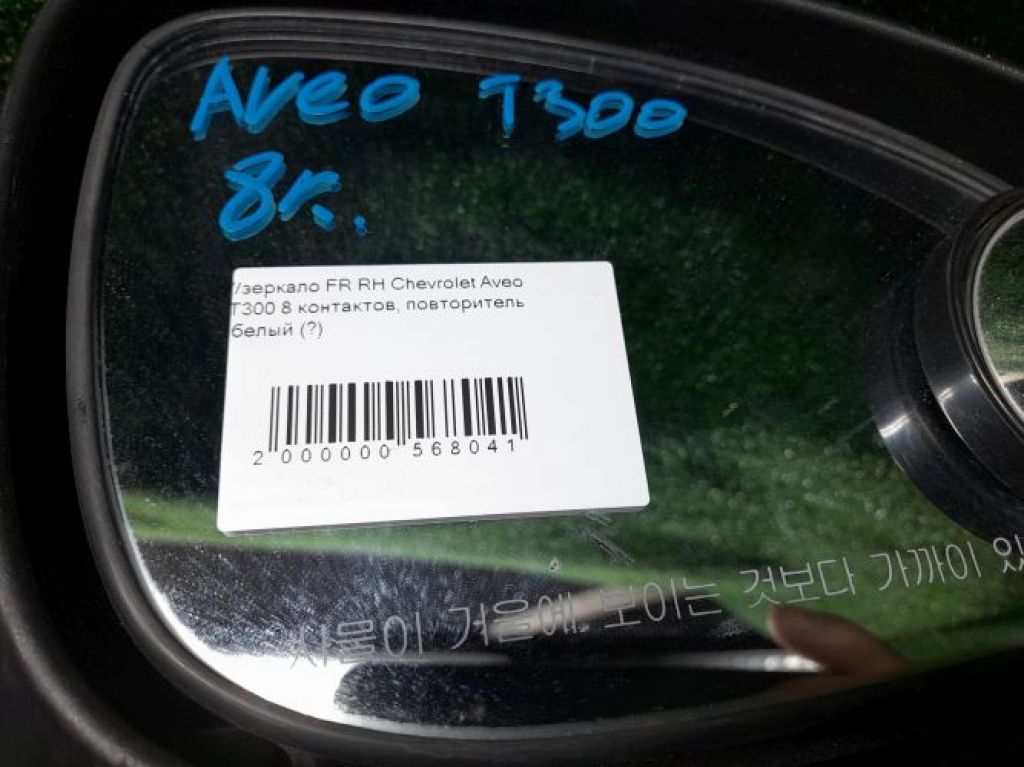 Aveo T300
8к..
/зеркало FR RH Chevrolet Aveo
T300 8 контактов, повторитель
белый (?)
2 000000 568041
사물이 거울에 보이는 것보다 가까이 있